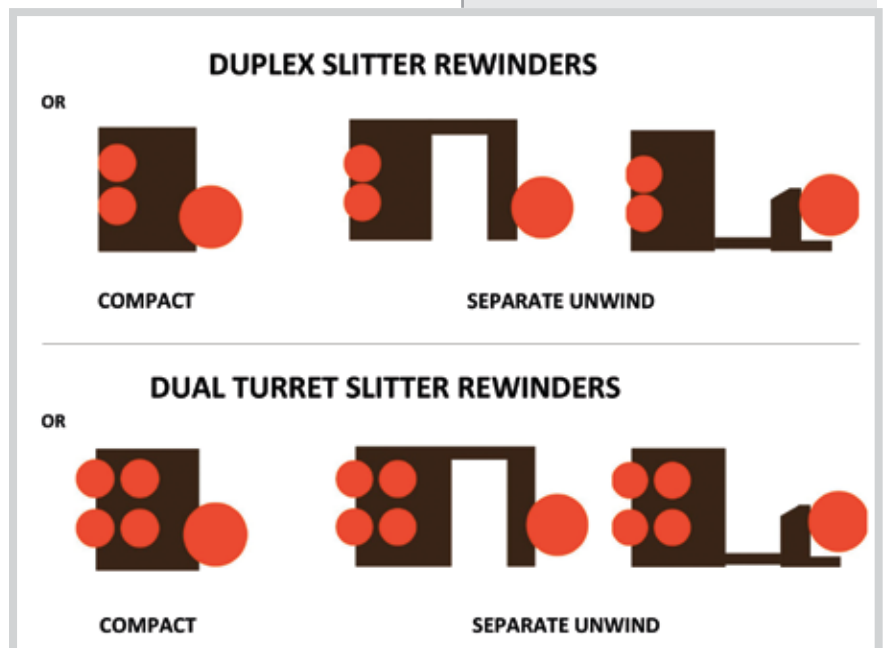 DUPLEX SLITTER REWINDERS
OR
COMPACT
SEPARATE UNWIND
DUAL TURRET SLITTER REWINDERS
OR
COMPACT
SEPARATE UNWIND